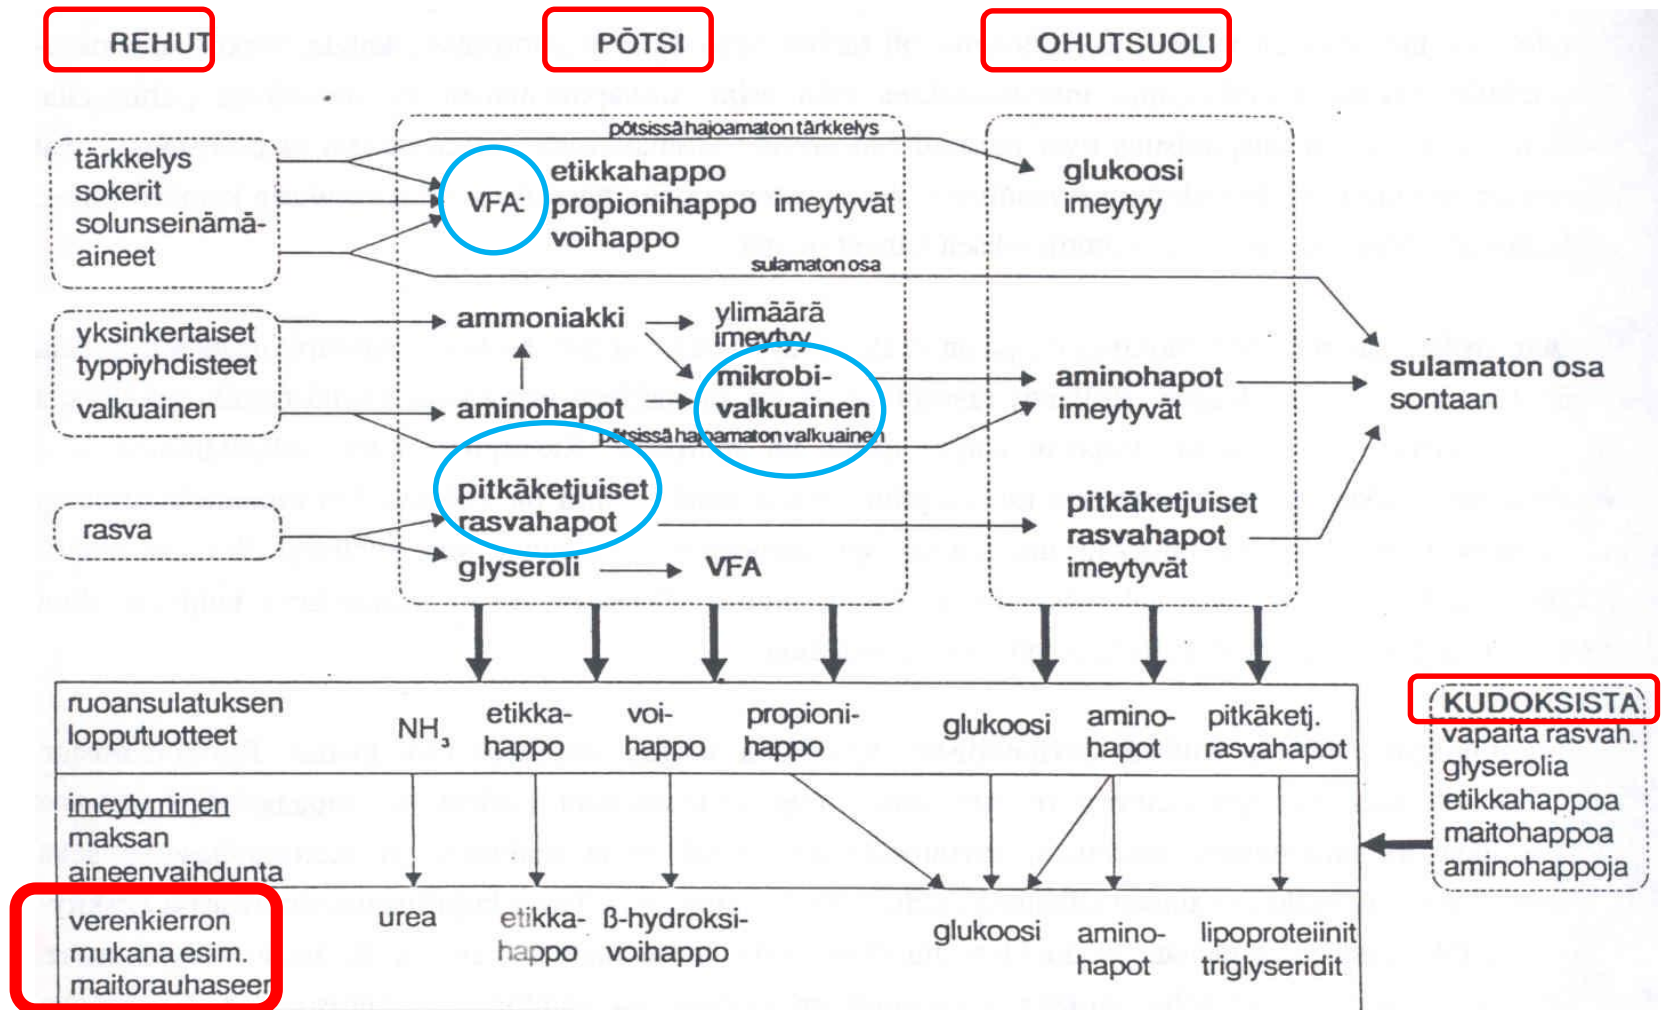 REHUT
PÖTSI
OHUTSUOLI
tärkkelys
sokerit
solunseinämä-
aineet
pötsissä hajoamaton tärkkelys
VFA:
etikkahappo
propionihappo imeytyvät
voihappo
glukoosi
imeytyy
sulamaton osa
yksinkertaiset
typpiyhdisteet
valkuainen
ammoniakki
ylimäärä
imeytyy
aminohapot
mikrobi-
valkuainen
pötsissä hajoamaton valkuainen
aminohapot
imeytyvät
sulamaton osa
sontaan
rasva
pitkäketjuiset
rasvahapot
glyseroli
VFA
pitkäketjuiset
rasvahapot
imeytyvät
ruoansulatuksen
lopputuotteet
NH3
etikka-
happo
voi-
happo
propioni-
happo
glukoosi
amino-
hapot
pitkäketj.
rasvahapot
KUDOKSISTA
vapaita rasvah.
glyserolia
etikkahappoa
maitohappoa
aminohappoja
imeytyminen
maksan
aineenvaihdunta
verenkierron
mukana esim.
maitorauhaseen
urea
etikka-
happo
ß-hydroksi-
voihappo
glukoosi
amino-
hapot
lipoproteiinit
triglyseridit